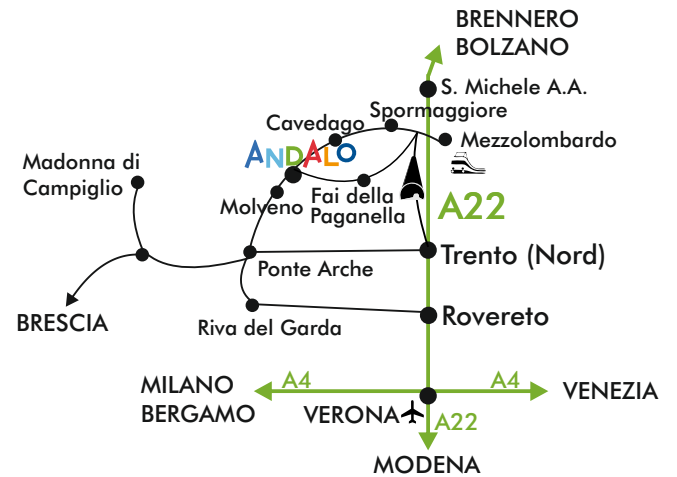 BRENNERO
BOLZANO
S. Michele A.A.
Spormaggiore
Cavedago
Mezzolombardo
ANDALO
Madonna di
Campiglio
Fai della
Paganella
Molveno
A22
Trento (Nord)
Ponte Arche
BRESCIA
Riva del Garda
Rovereto
MILANO
BERGAMO
A4
A4
VENEZIA
VERONA
A22
MODENA